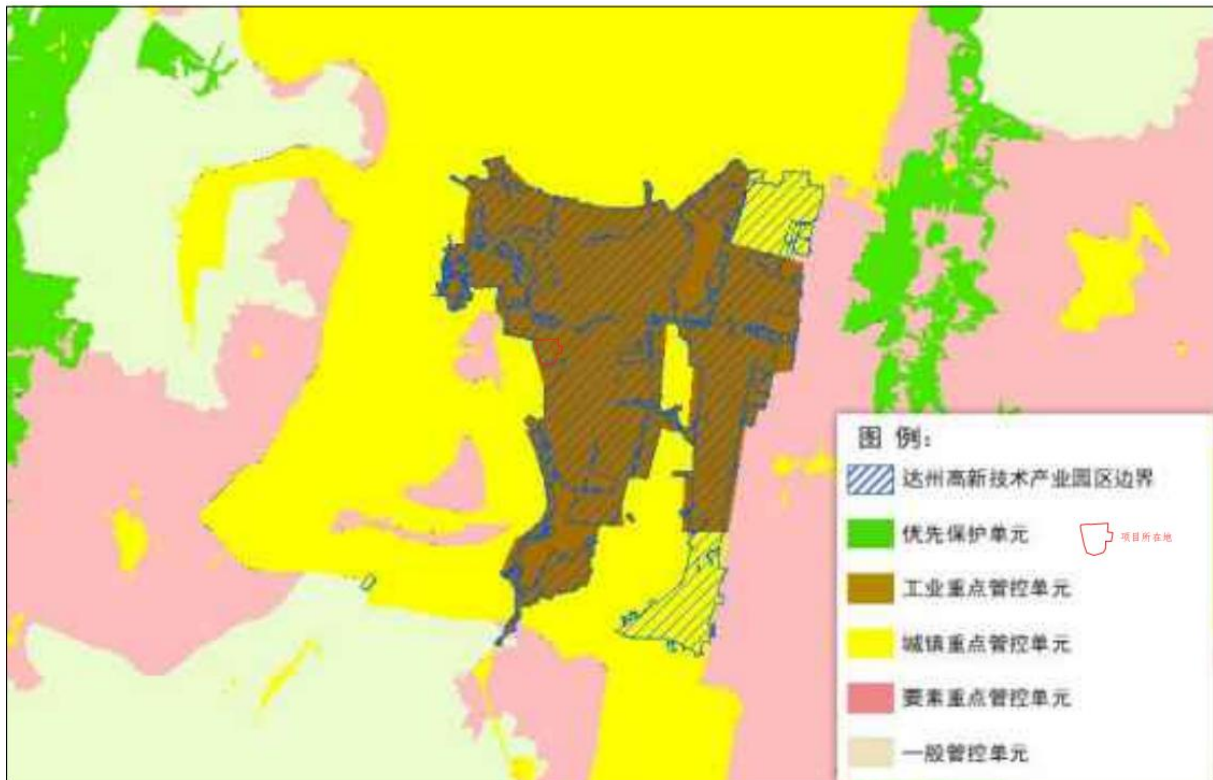 图 例：
达州高新技术产业园区边界
优先保护单元
项目所在地
工业重点管控单元
城镇重点管控单元
要素重点管控单元
一般管控单元